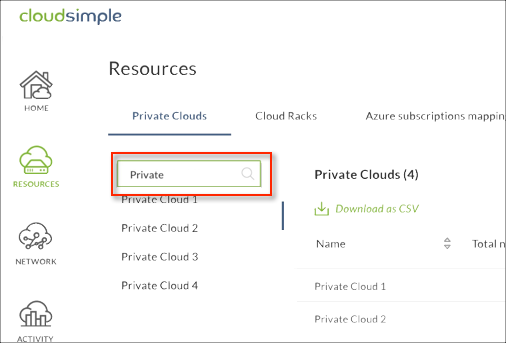 cloudsimple
Resources
HOME
Private Clouds
Cloud Racks
Azure subscriptions mapping
RESOURCES
Private
Private Cloud 1
Private Cloud 2
Private Cloud 3
Private Cloud 4
Private Clouds (4)
Download as CSV
Name
Total n
Private Cloud 1
Private Cloud 2
NETWORK
ACTIVITY